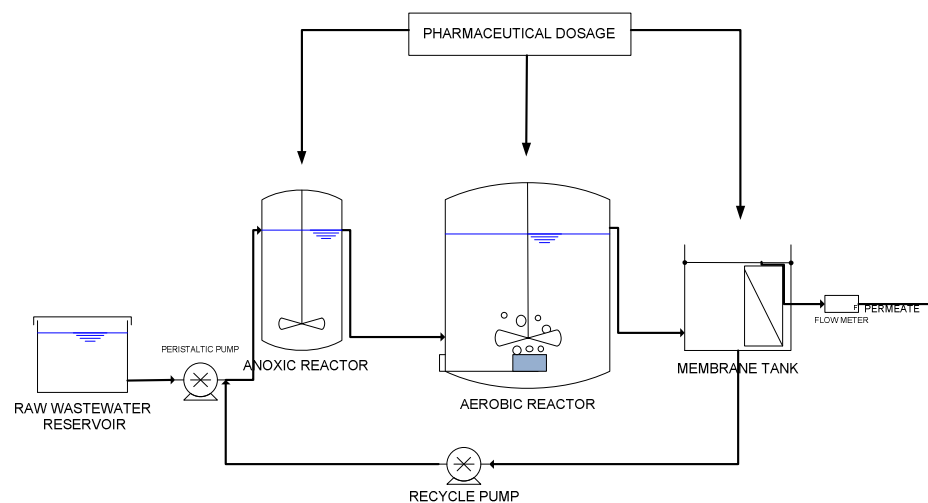 PHARMACEUTICAL DOSAGE
PERISTALTIC PUMP
ANOXIC REACTOR
RAW WASTEWATER
RESERVOIR
AEROBIC REACTOR
MEMBRANE TANK
F
PERMEATE
FLOW METER
RECYCLE PUMP